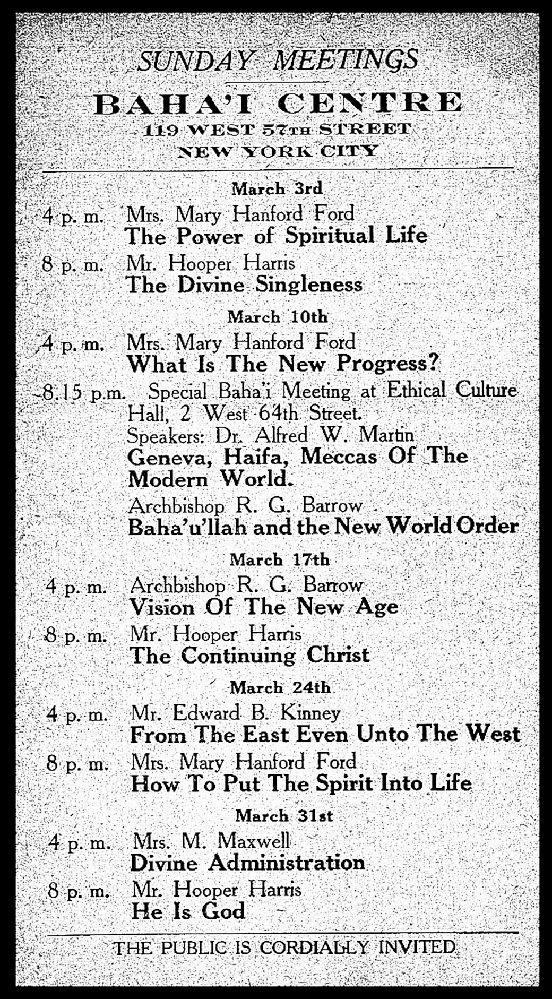 SUNDAY MEETINGS
BAHA'I CENTRE
119 WEST 57TH STREET
NEW YORK CITY
March 3rd
4 p. m. Mrs. Mary Hanford Ford
The Power of Spiritual Life
8 p. m. Mr. Hooper Harris
The Divine Singleness
March 10th
4 p. m. Mrs. Mary Hanford Ford
What Is The New Progress?
8.15 p.m. Special Baha'i Meeting at Ethical Culture
Hall, 2 West 64th Street.
Speakers: Dr. Alfred W. Martin
Geneva, Haifa, Meccas Of The
Modern World.
Archbishop R. G. Barrow
Baha'u'llah and the New World Order
March 17th
4 p. m. Archbishop R. G. Barrow
Vision Of The New Age
8 p. m. Mr. Hooper Harris
The Continuing Christ
March 24th
4 p. m. Mr. Edward B. Kinney
From The East Even Unto The West
8 p. m. Mrs. Mary Hanford Ford
How To Put The Spirit Into Life
March 31st
4 p. m. Mrs. M. Maxwell
Divine Administration
8 p. m. Mr. Hooper Harris
He Is God
THE PUBLIC IS CORDIALLY INVITED